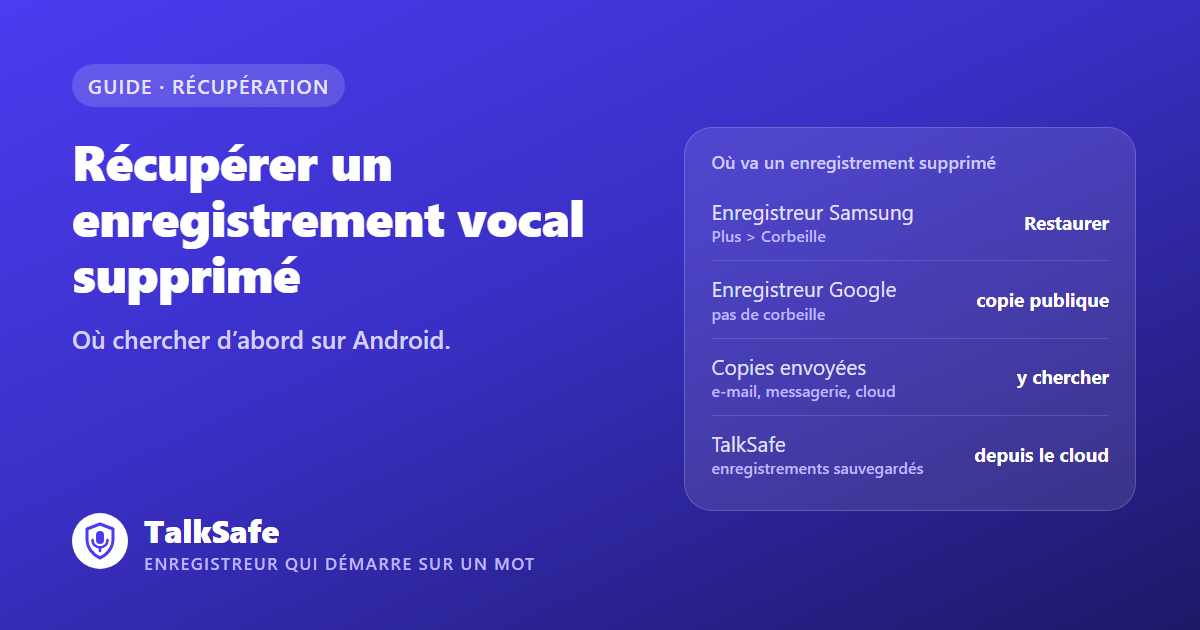 GUIDE · RÉCUPÉRATION
Récupérer un
enregistrement vocal
supprimé
Où chercher d’abord sur Android.
Où va un enregistrement supprimé
Enregistreur Samsung
Plus > Corbeille
Restaurer
Enregistreur Google
pas de corbeille
copie publique
Copies envoyées
e-mail, messagerie, cloud
y chercher
TalkSafe
enregistrements sauvegardés
depuis le cloud
TalkSafe
ENREGISTREUR QUI DÉMARRE SUR UN MOT